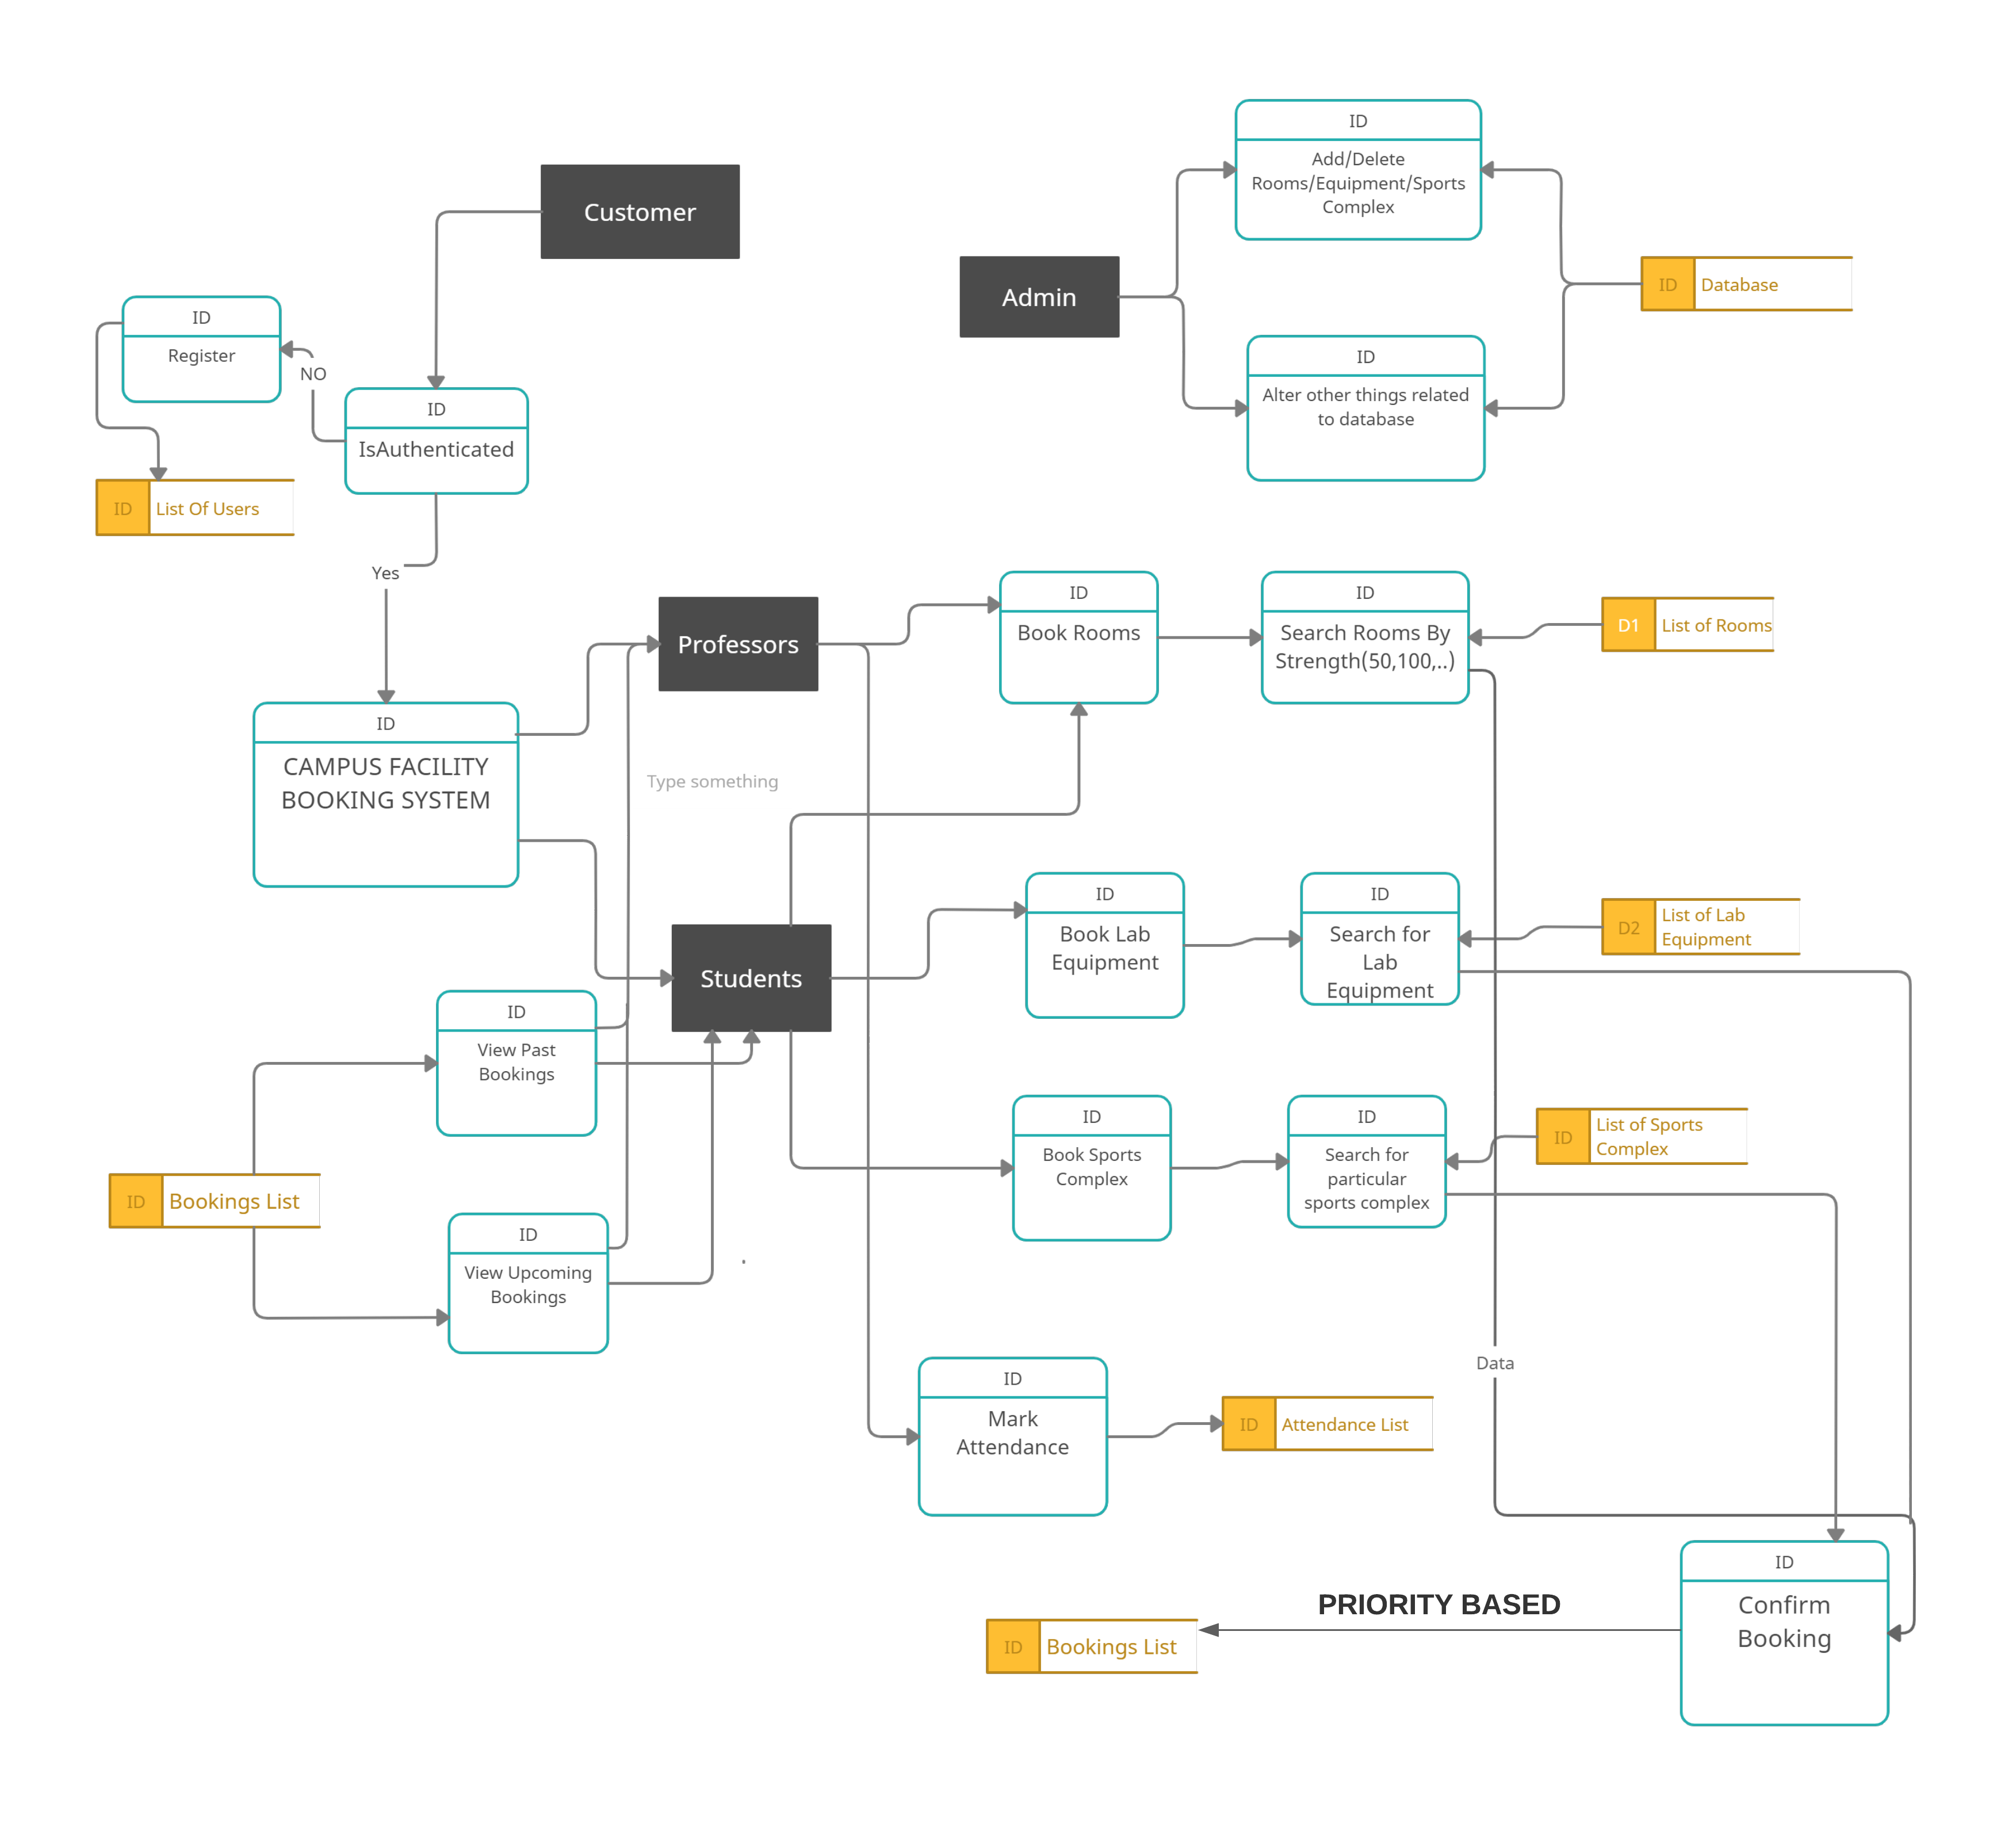 ID
Add/Delete
Rooms/Equipment/Sports
Complex
Customer
Admin
ID
Database
ID
Register
NO
ID
IsAuthenticated
ID
Alter other things related
to database
ID
List Of Users
Yes
Professors
ID
Book Rooms
ID
Search Rooms By
Strength(50,100,..)
D1
List of Rooms
ID
CAMPUS FACILITY
BOOKING SYSTEM
Type something
Students
ID
Book Lab
Equipment
ID
Search for
Lab
Equipment
D2
List of Lab
Equipment
ID
View Past
Bookings
ID
Book Sports
Complex
ID
Search for
particular
sports complex
ID
List of Sports
Complex
ID
Bookings List
ID
View Upcoming
Bookings
ID
Mark
Attendance
ID
Attendance List
Data
ID
Confirm
Booking
PRIORITY BASED
ID
Bookings List